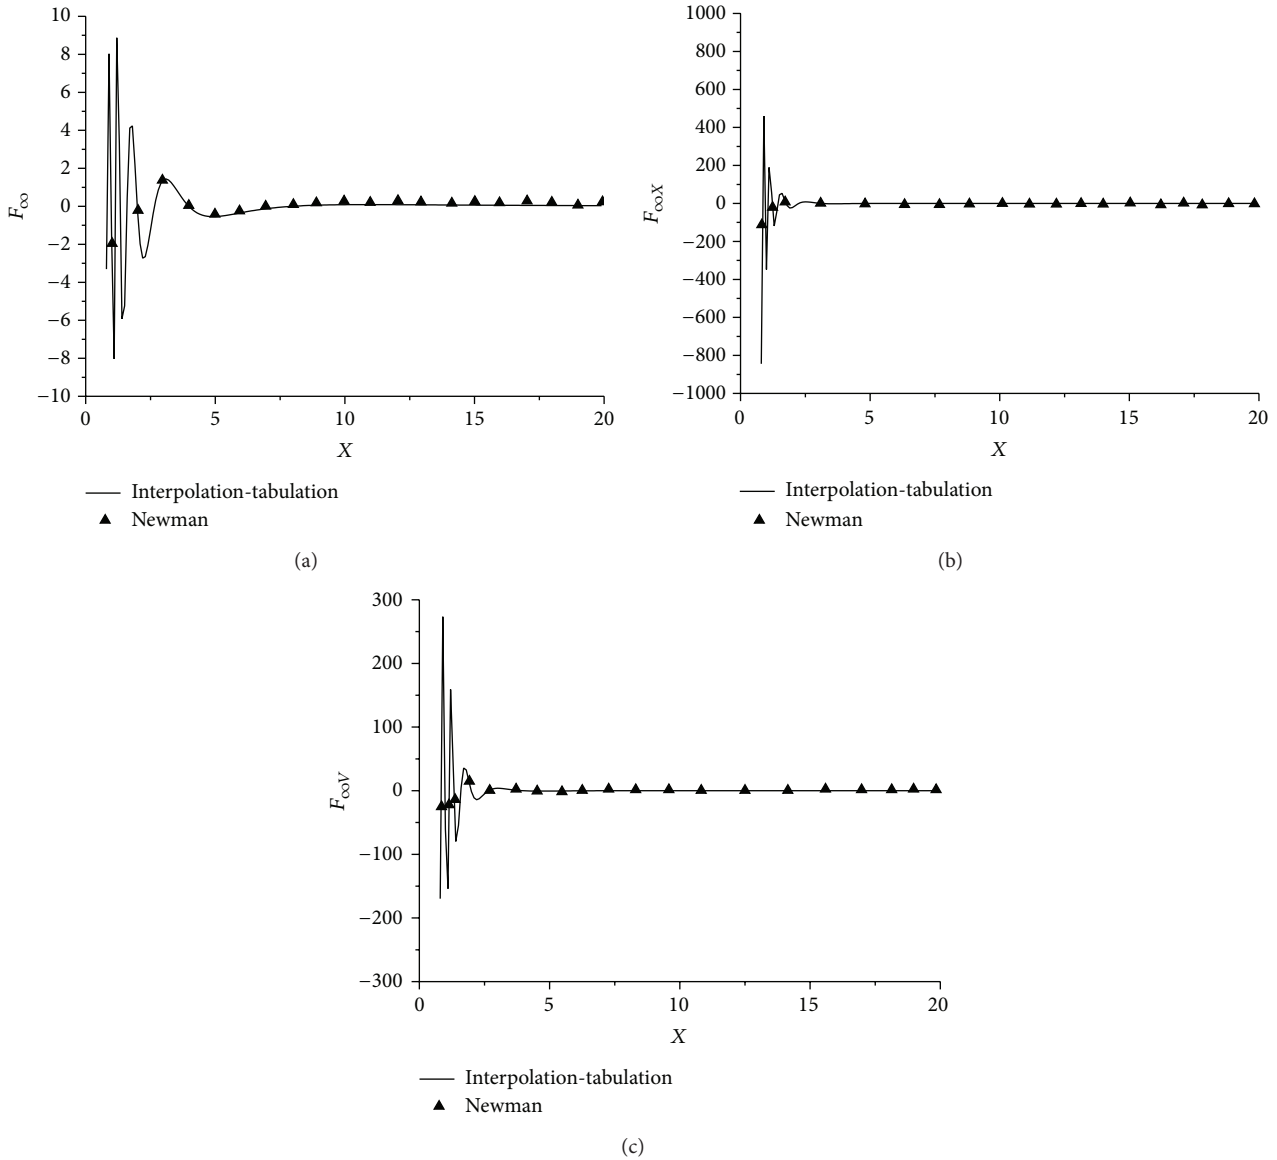 10
8
6
4
2
0
−2
−4
−6
−8
−10
F∞
0 5 10 15 20
X
Interpolation-tabulation
Newman
(a)
1000
800
600
400
200
0
−200
−400
−600
−800
−1000
F∞X
0 5 10 15 20
X
Interpolation-tabulation
Newman
(b)
300
200
100
0
−100
−200
−300
F∞V
0 5 10 15 20
X
Interpolation-tabulation
Newman
(c)